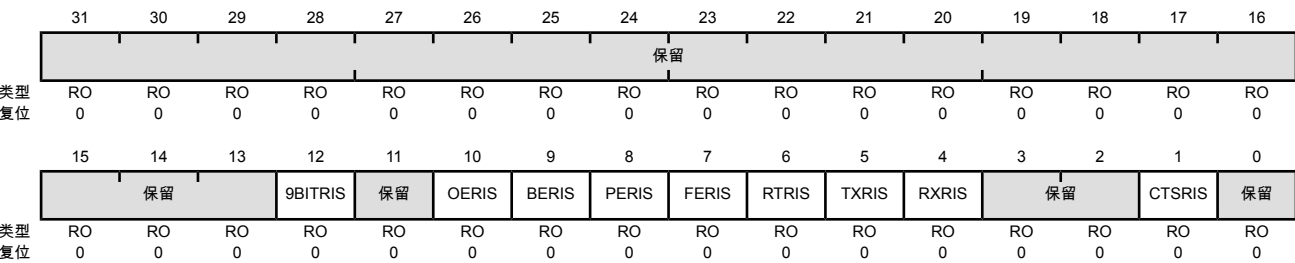 31 30 29 28 27 26 25 24 23 22 21 20 19 18 17 16
保留
类型 RO RO RO RO RO RO RO RO RO RO RO RO RO RO RO RO
复位 0 0 0 0 0 0 0 0 0 0 0 0 0 0 0 0
15 14 13 12 11 10 9 8 7 6 5 4 3 2 1 0
保留 9BITRIS 保留 OERIS BERIS PERIS FERIS RTRIS TXRIS RXRIS 保留 CTSRIS 保留
类型 RO RO RO RO RO RO RO RO RO RO RO RO RO RO RO RO
复位 0 0 0 0 0 0 0 0 0 0 0 0 0 0 0 0